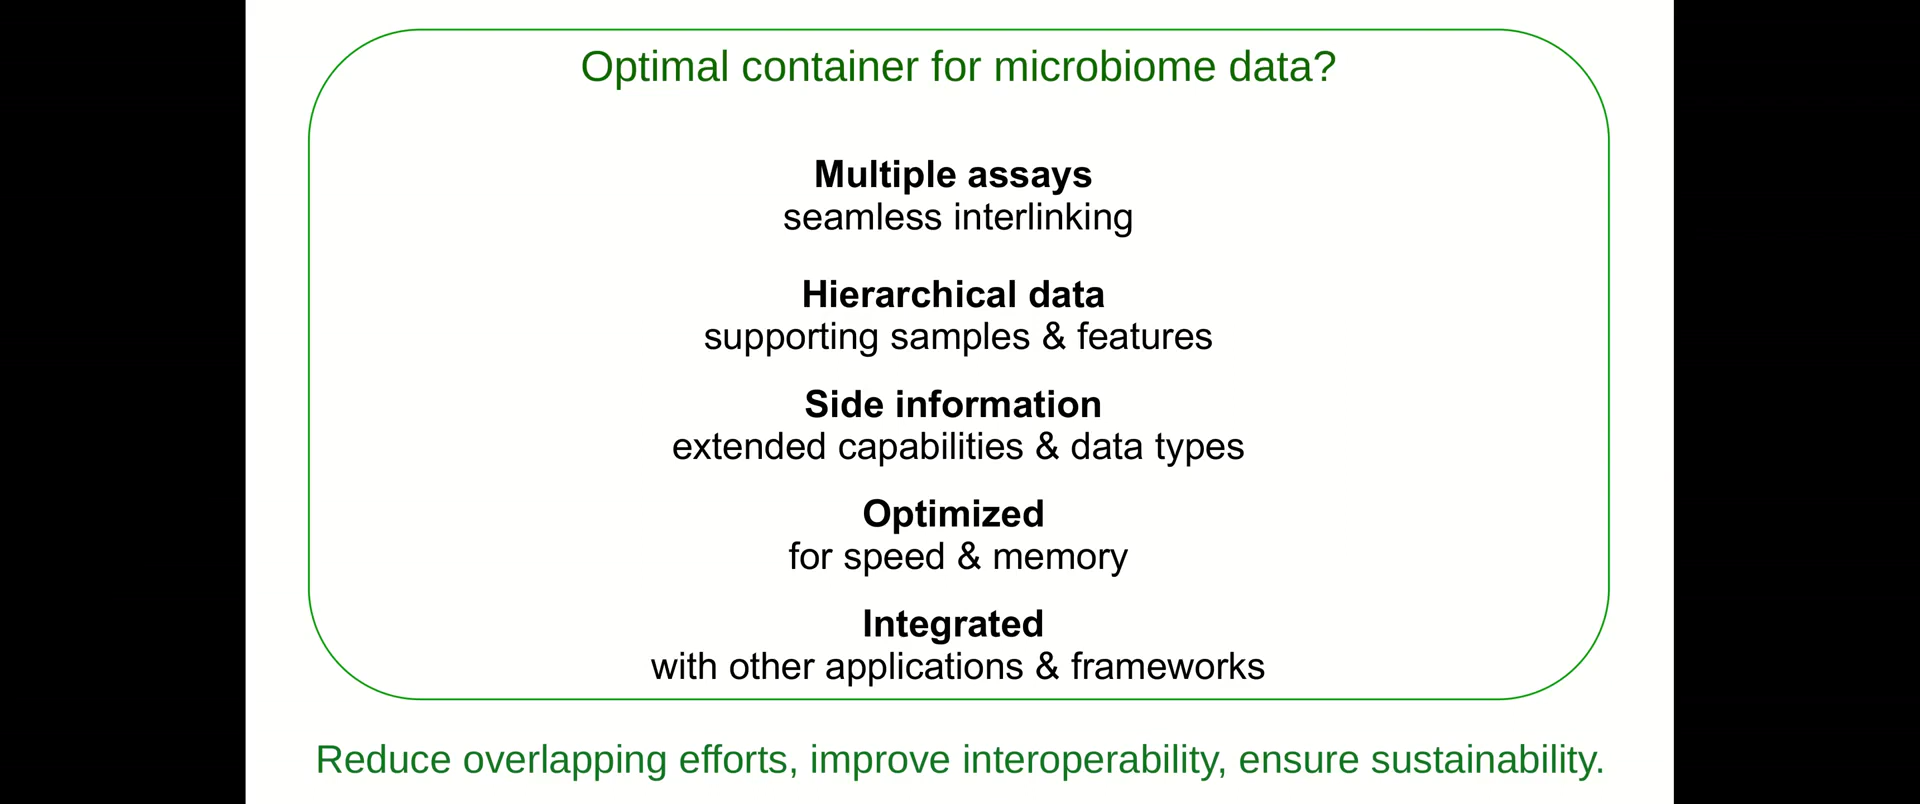 Optimal container for microbiome data?
Multiple assays
seamless interlinking
Hierarchical data
supporting samples & features
Side information
extended capabilities & data types
Optimized
for speed & memory
Integrated
with other applications & frameworks
Reduce overlapping efforts, improve interoperability, ensure sustainability.